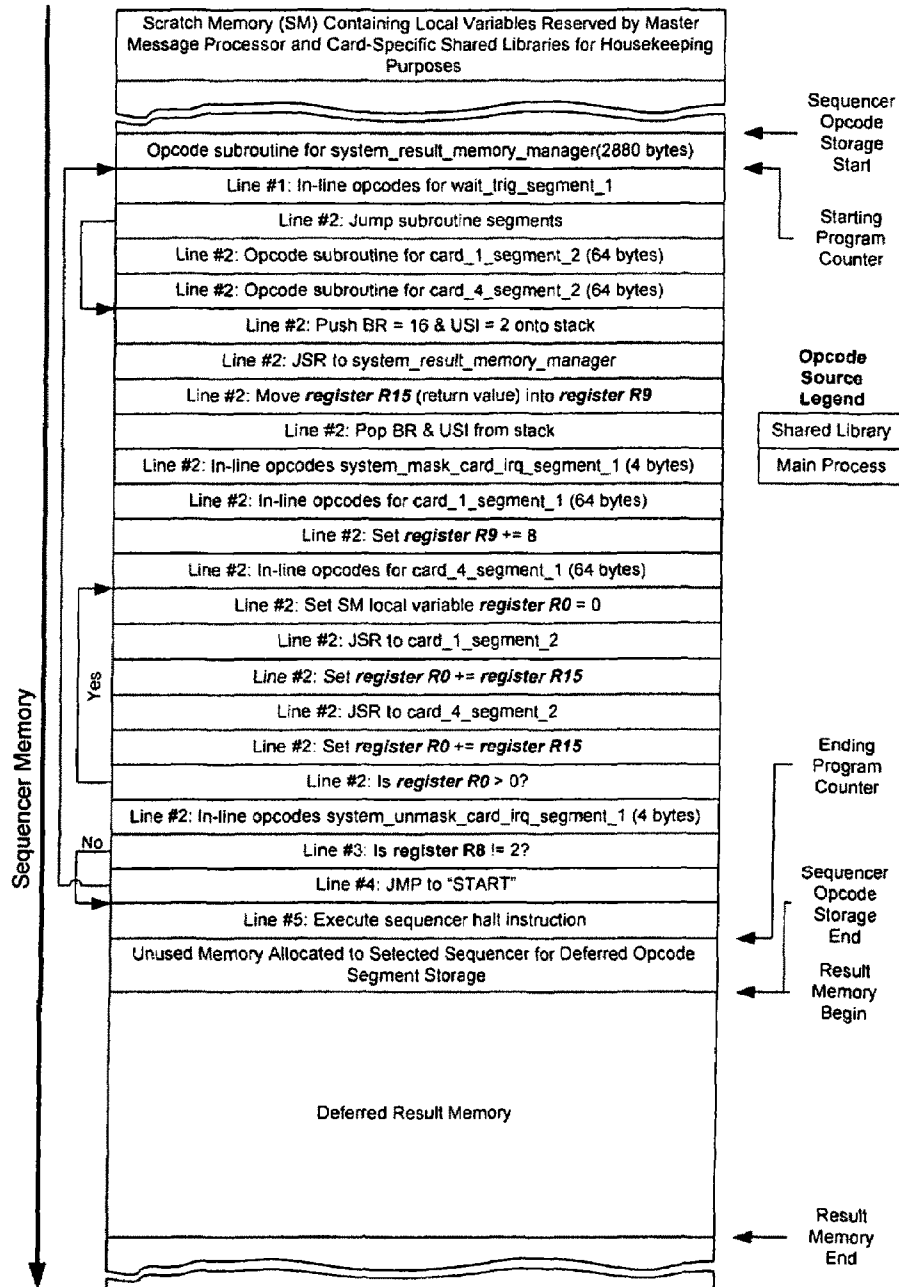 Scratch Memory (SM) Containing Local Variables Reserved by Master
Message Processor and Card-Specific Shared Libraries for Housekeeping
Purposes
Sequencer
Opcode
Storage
Start
Opcode subroutine for system_result_memory_manager(2880 bytes)
Line #1: In-line opcodes for wait_trig_segment_1
Starting
Program
Counter
Line #2: Jump subroutine segments
Line #2: Opcode subroutine for card_1_segment_2 (64 bytes)
Line #2: Opcode subroutine for card_4_segment_2 (64 bytes)
Line #2: Push BR = 16 & USI = 2 onto stack
Line #2: JSR to system_result_memory_manager
Line #2: Move register R15 (return value) into register R9
Line #2: Pop BR & USI from stack
Opcode
Source
Legend
Shared Library
Main Process
Line #2: In-line opcodes system_mask_card_irq_segment_1 (4 bytes)
Line #2: In-line opcodes for card_1_segment_1 (64 bytes)
Line #2: Set register R9 += 8
Line #2: In-line opcodes for card_4_segment_1 (64 bytes)
Line #2: Set SM local variable register R0 = 0
Line #2: JSR to card_1_segment_2
Line #2: Set register R0 += register R15
Line #2: JSR to card_4_segment_2
Line #2: Set register R0 += register R15
Line #2: Is register R0 > 0?
Yes
Ending
Program
Counter
Line #2: In-line opcodes system_unmask_card_irq_segment_1 (4 bytes)
No
Line #3: Is register R8 != 2?
Line #4: JMP to "START"
Line #5: Execute sequencer halt instruction
Sequencer
Opcode
Storage
End
Unused Memory Allocated to Selected Sequencer for Deferred Opcode
Segment Storage
Result
Memory
Begin
Sequencer Memory
Deferred Result Memory
Result
Memory
End